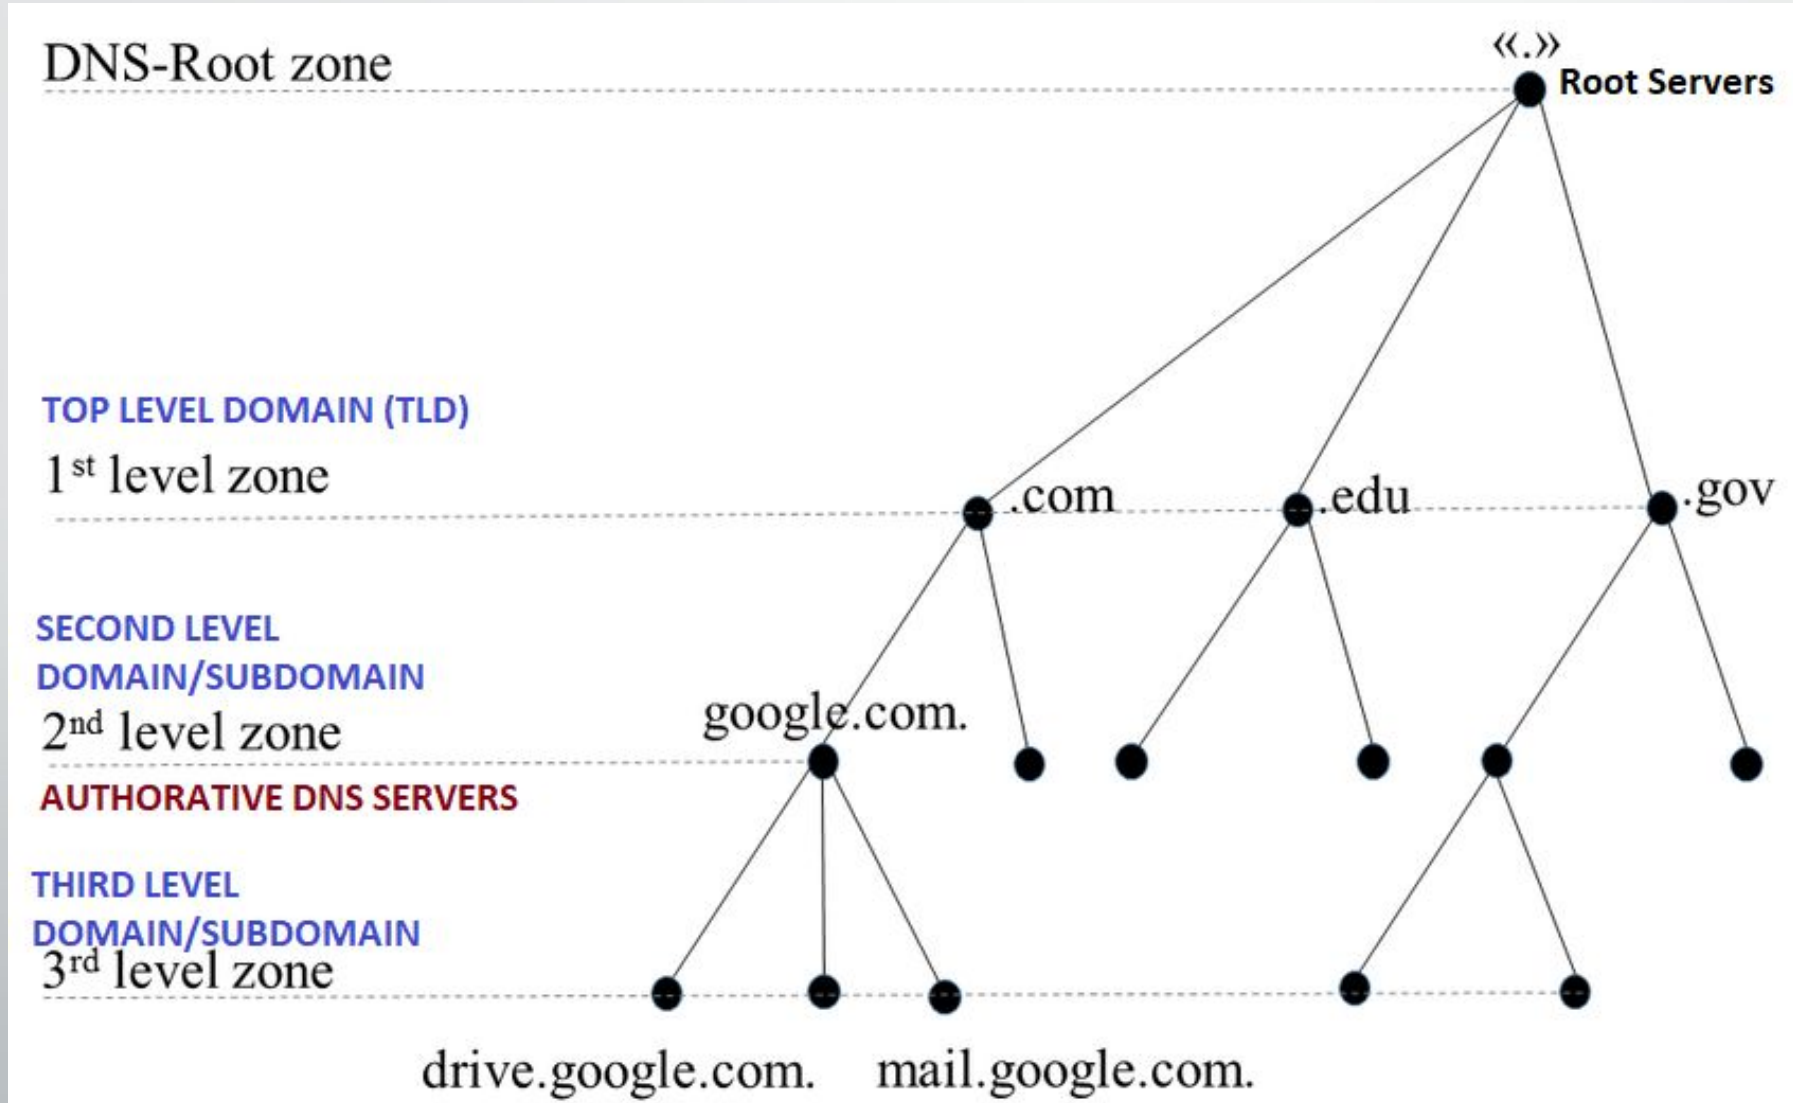 DNS-Root zone
«.»
Root Servers
TOP LEVEL DOMAIN (TLD)
1st level zone
.com
.edu
.gov
SECOND LEVEL
DOMAIN/SUBDOMAIN
2nd level zone
google.com.
AUTHORATIVE DNS SERVERS
THIRD LEVEL
DOMAIN/SUBDOMAIN
3rd level zone
drive.google.com.
mail.google.com.